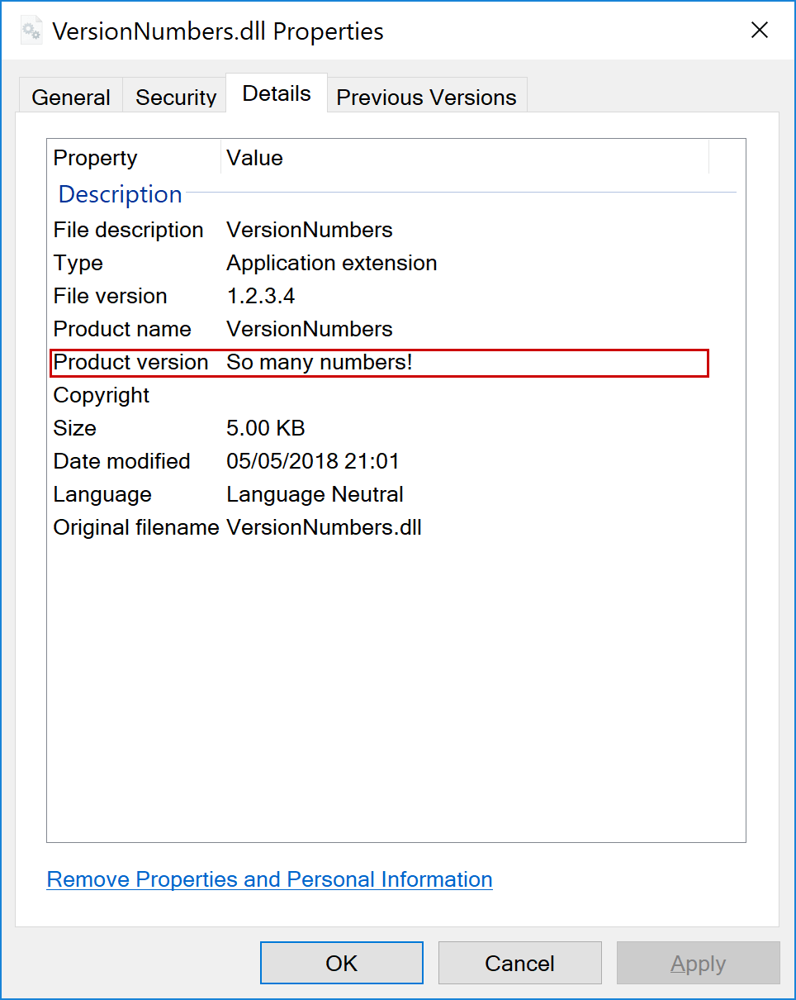 VersionNumbers.dll Properties
General Security Details Previous Versions
Property Value
Description
File description VersionNumbers
Type Application extension
File version 1.2.3.4
Product name VersionNumbers
Product version So many numbers!
Copyright
Size 5.00 KB
Date modified 05/05/2018 21:01
Language Language Neutral
Original filename VersionNumbers.dll
Remove Properties and Personal Information
OK Cancel Apply